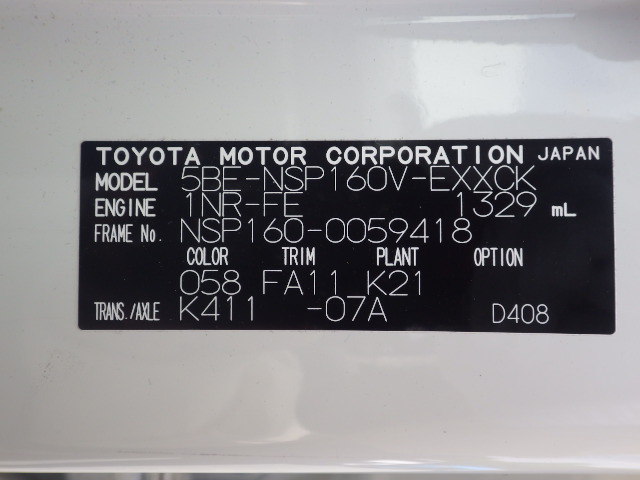 TOYOTA MOTOR CORPORATION JAPAN
MODEL 5BE-NSP160V-EXXCK
ENGINE 1NR-FE 1329 mL
FRAME No. NSP160-0059418
COLOR TRIM PLANT OPTION
058 FA11 K21
TRANS./AXLE K411 -07A D408